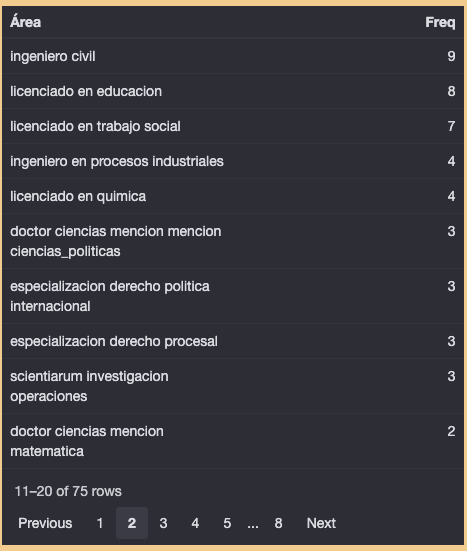 Área Freq
ingeniero civil 9
licenciado en educacion 8
licenciado en trabajo social 7
ingeniero en procesos industriales 4
licenciado en quimica 4
doctor ciencias mencion mencion 3
ciencias_politicas
especializacion derecho politica 3
internacional
especializacion derecho procesal 3
scientiarum investigacion 3
operaciones
doctor ciencias mencion 2
matematica
11–20 of 75 rows
Previous 1 2 3 4 5 ... 8 Next